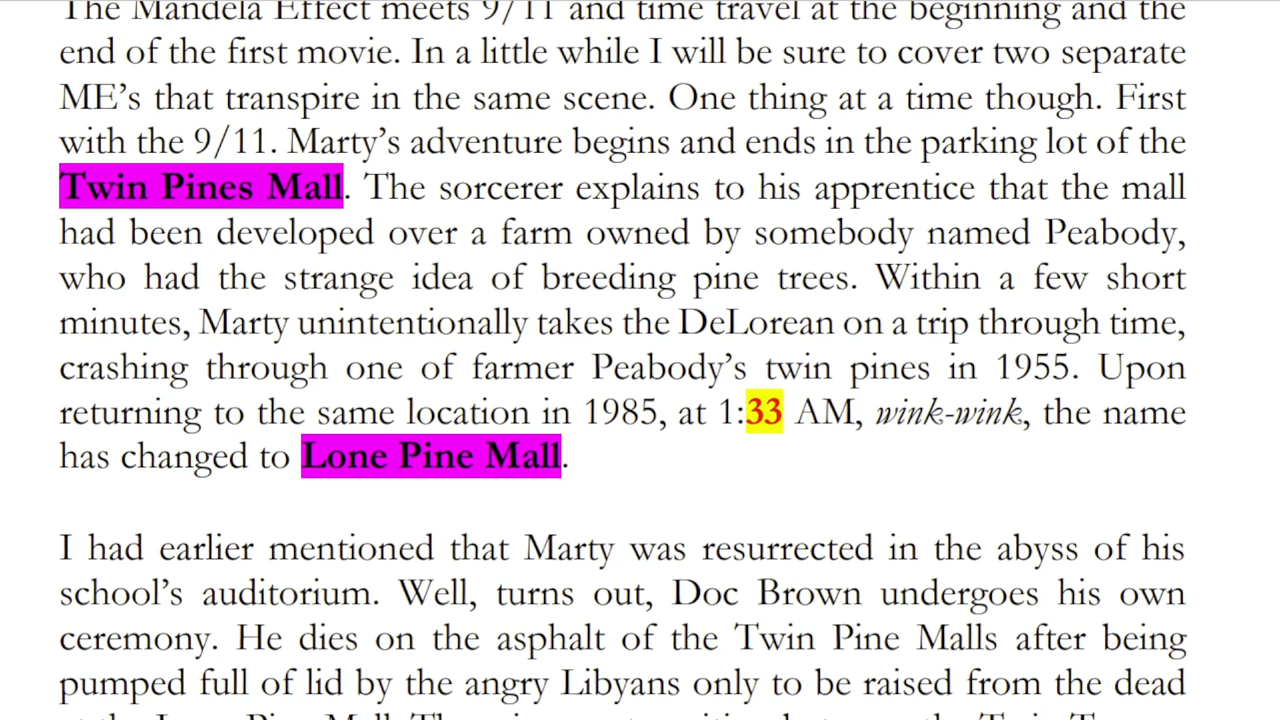 The Mandela Effect meets 9/11 and time travel at the beginning and the
end of the first movie. In a little while I will be sure to cover two separate
ME’s that transpire in the same scene. One thing at a time though. First
with the 9/11. Marty’s adventure begins and ends in the parking lot of the
Twin Pines Mall. The sorcerer explains to his apprentice that the mall
had been developed over a farm owned by somebody named Peabody,
who had the strange idea of breeding pine trees. Within a few short
minutes, Marty unintentionally takes the DeLorean on a trip through time,
crashing through one of farmer Peabody’s twin pines in 1955. Upon
returning to the same location in 1985, at 1:33 AM, wink-wink, the name
has changed to Lone Pine Mall.
I had earlier mentioned that Marty was resurrected in the abyss of his
school’s auditorium. Well, turns out, Doc Brown undergoes his own
ceremony. He dies on the asphalt of the Twin Pine Malls after being
pumped full of lid by the angry Libyans only to be raised from the dead